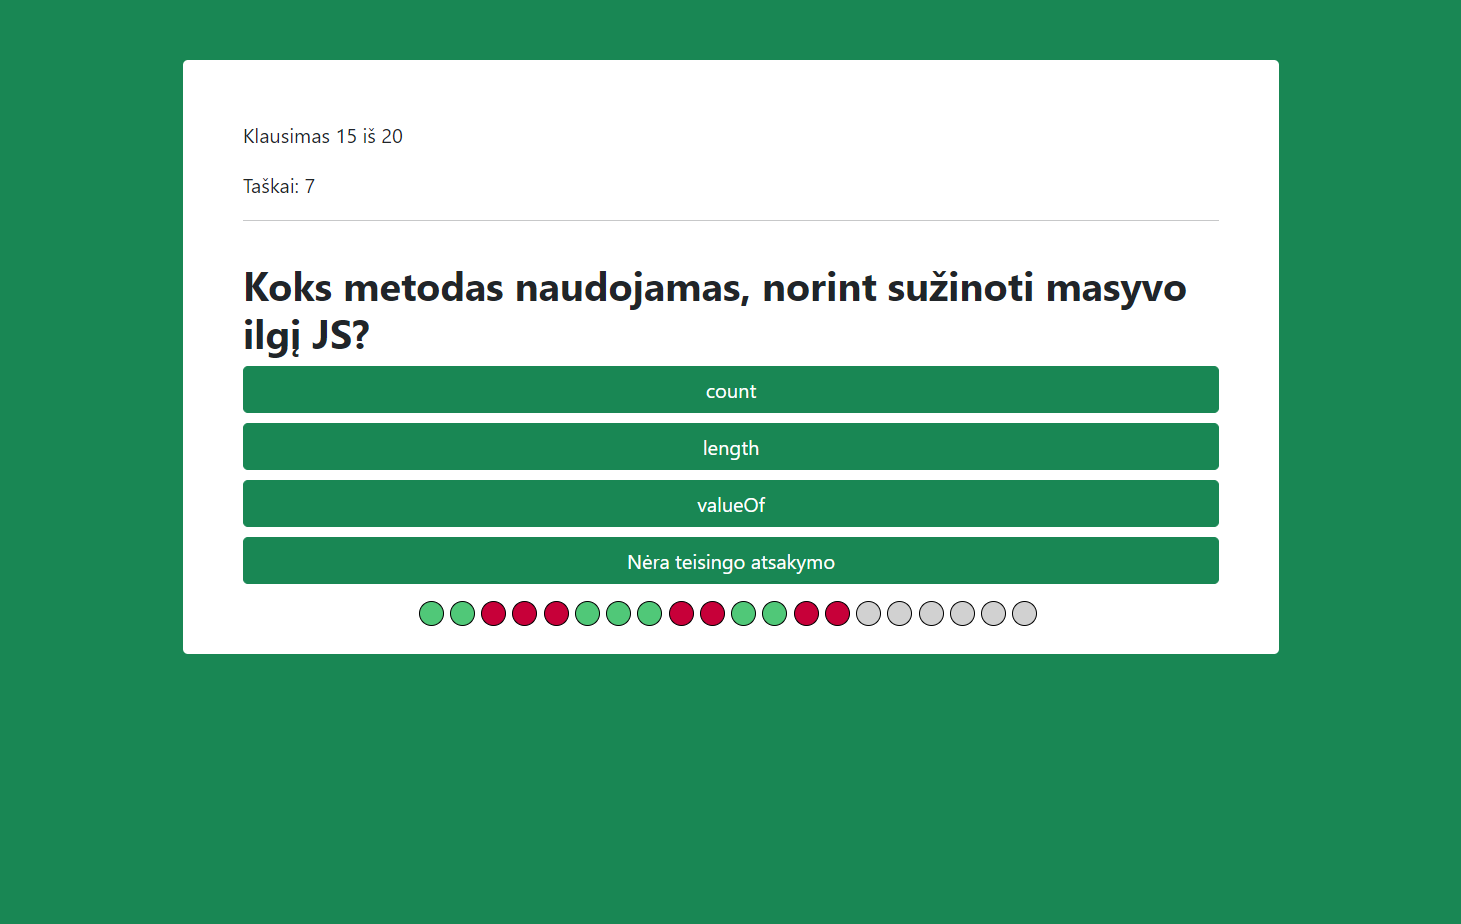 Klausimas 15 iš 20
Taškai: 7
Koks metodas naudojamas, norint sužinoti masyvo
ilgį JS?
count
length
valueOf
Nėra teisingo atsakymo